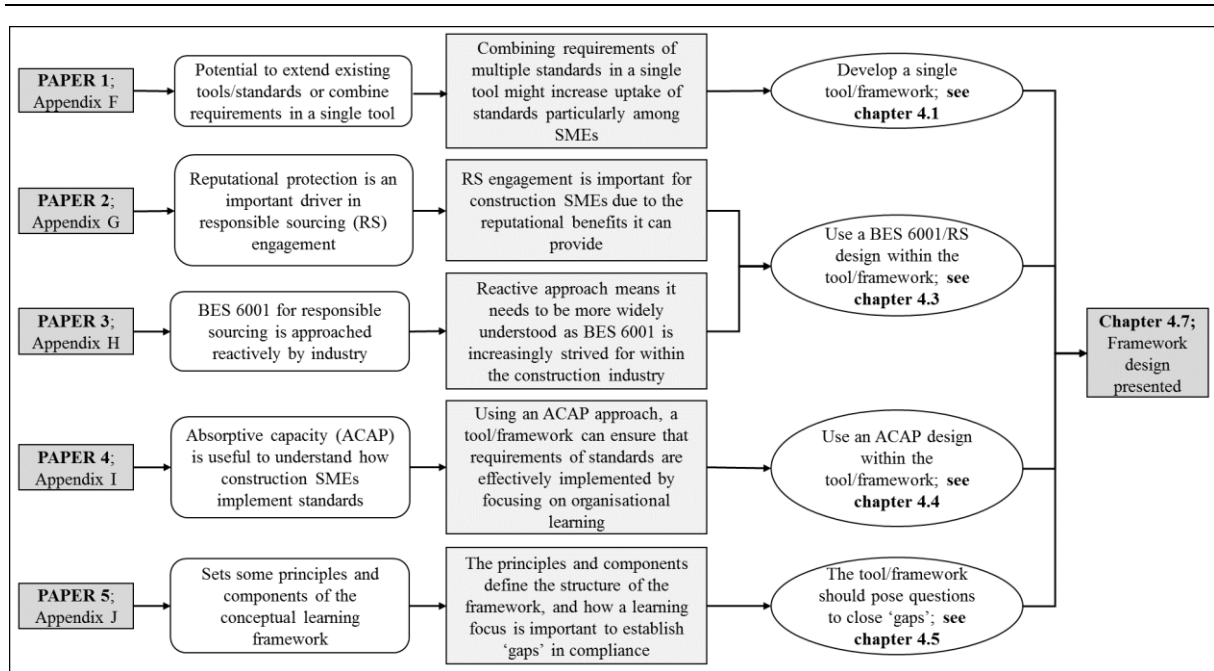 PAPER 1;
Appendix F
Potential to extend existing
tools/standards or combine
requirements in a single tool
Combining requirements of
multiple standards in a single
tool might increase uptake of
standards particularly among
SMEs
Develop a single
tool/framework; see
chapter 4.1
PAPER 2;
Appendix G
Reputational protection is an
important driver in
responsible sourcing (RS)
engagement
RS engagement is important for
construction SMEs due to the
reputational benefits it can
provide
Use a BES 6001/RS
design within the
tool/framework; see
chapter 4.3
PAPER 3;
Appendix H
BES 6001 for responsible
sourcing is approached
reactively by industry
Reactive approach means it
needs to be more widely
understood as BES 6001 is
increasingly strived for within
the construction industry
Chapter 4.7;
Framework
design
presented
PAPER 4;
Appendix I
Absorptive capacity (ACAP)
is useful to understand how
construction SMEs
implement standards
Using an ACAP approach, a
tool/framework can ensure that
requirements of standards are
effectively implemented by
focusing on organisational
learning
Use an ACAP design
within the
tool/framework; see
chapter 4.4
PAPER 5;
Appendix J
Sets some principles and
components of the
conceptual learning
framework
The principles and components
define the structure of the
framework, and how a learning
focus is important to establish
‘gaps’ in compliance
The tool/framework
should pose questions
to close ‘gaps’; see
chapter 4.5